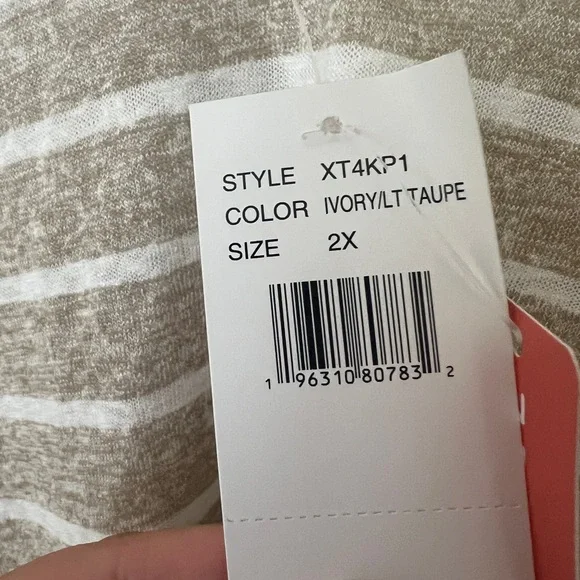 STYLE XT4KP1
COLOR IVORY/LT TAUPE
SIZE 2X
1 96310 80783 2